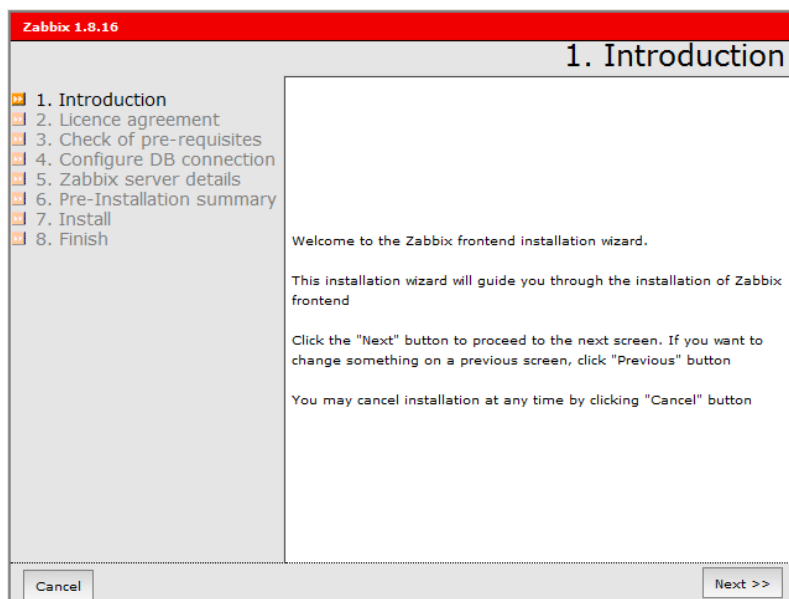 Zabbix 1.8.16
1. Introduction
1. Introduction
2. Licence agreement
3. Check of pre-requisites
4. Configure DB connection
5. Zabbix server details
6. Pre-Installation summary
7. Install
8. Finish
Welcome to the Zabbix frontend installation wizard.
This installation wizard will guide you through the installation of Zabbix
frontend
Click the "Next" button to proceed to the next screen. If you want to
change something on a previous screen, click "Previous" button
You may cancel installation at any time by clicking "Cancel" button
Cancel
Next >>